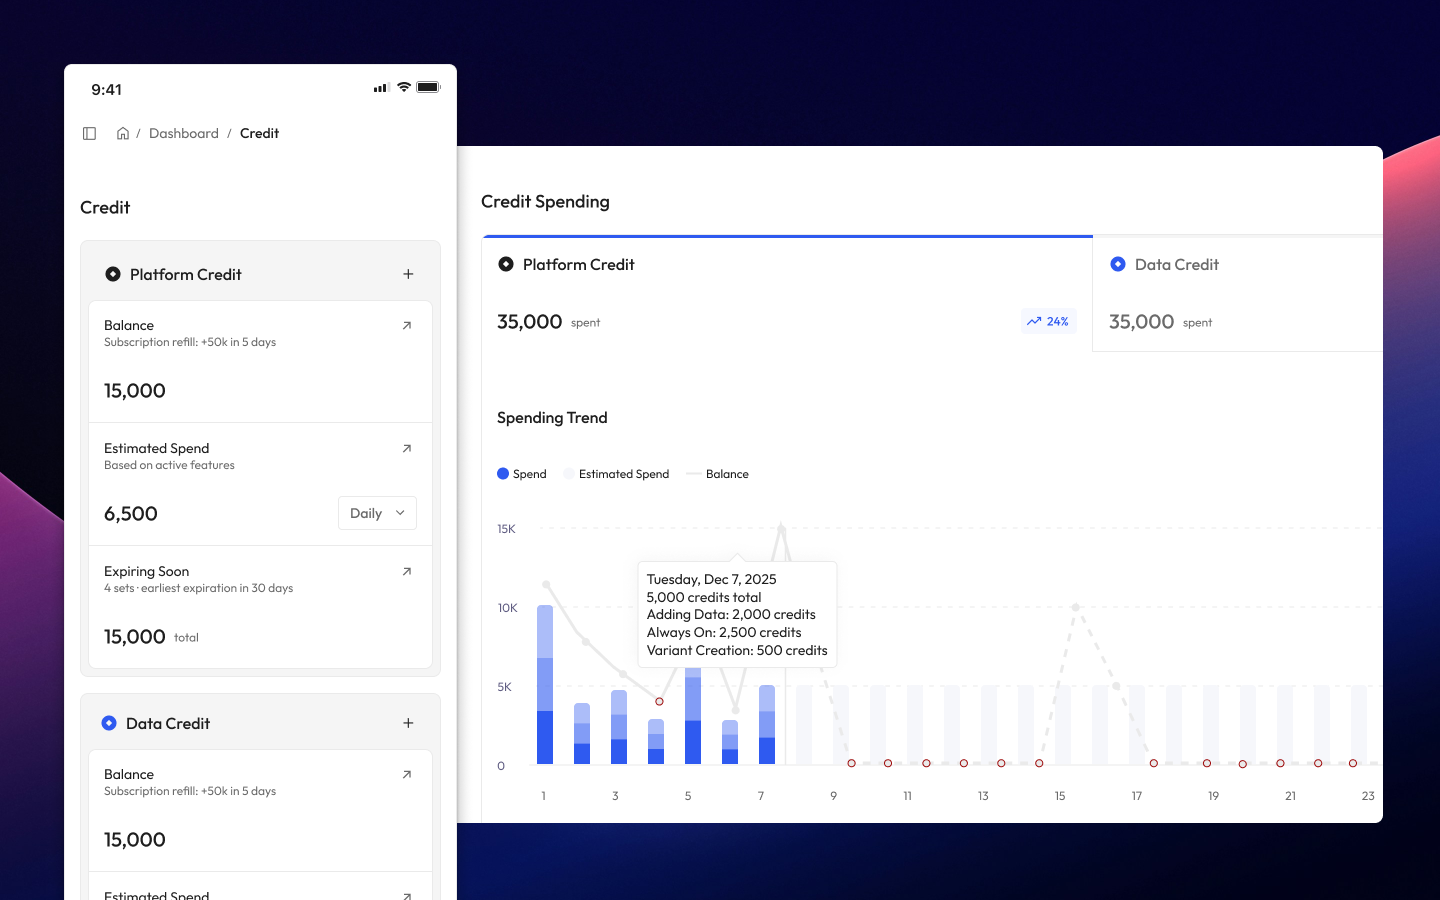 9:41
Dashboard / Credit
Credit
Platform Credit
Balance
Subscription refill: +50k in 5 days
15,000
Estimated Spend
Based on active features
6,500
Daily
Expiring Soon
4 sets · earliest expiration in 30 days
15,000 total
Data Credit
Balance
Subscription refill: +50k in 5 days
15,000
Estimated Spend
Credit Spending
Platform Credit
35,000 spent
24%
Data Credit
35,000 spent
Spending Trend
Spend Estimated Spend Balance
15K
10K
5K
0
Tuesday, Dec 7, 2025
5,000 credits total
Adding Data: 2,000 credits
Always On: 2,500 credits
Variant Creation: 500 credits
1 3 5 7 9 11 13 15 17 19 21 23